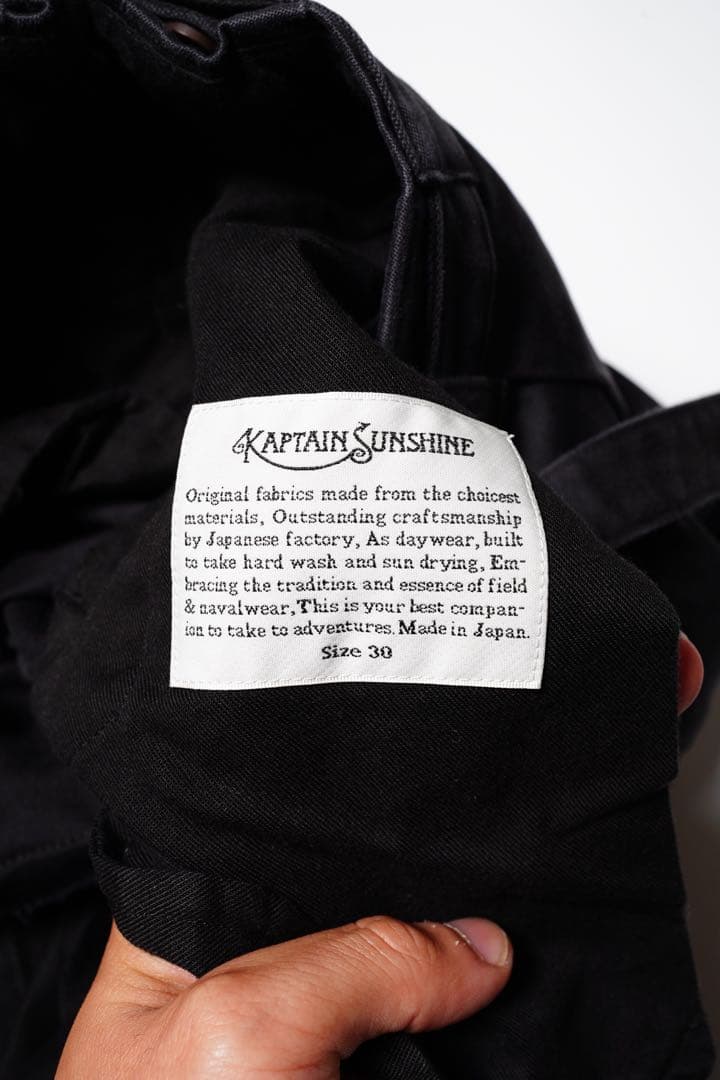 KAPTAIN SUNSHINE
Original fabrics made from the choicest
materials, Outstanding craftsmanship
by Japanese factory, As daywear, built
to take hard wash and sun drying, Em-
bracing the tradition and essence of field
& navalwear, This is your best compan-
ion to take to adventures. Made in Japan.
Size 30